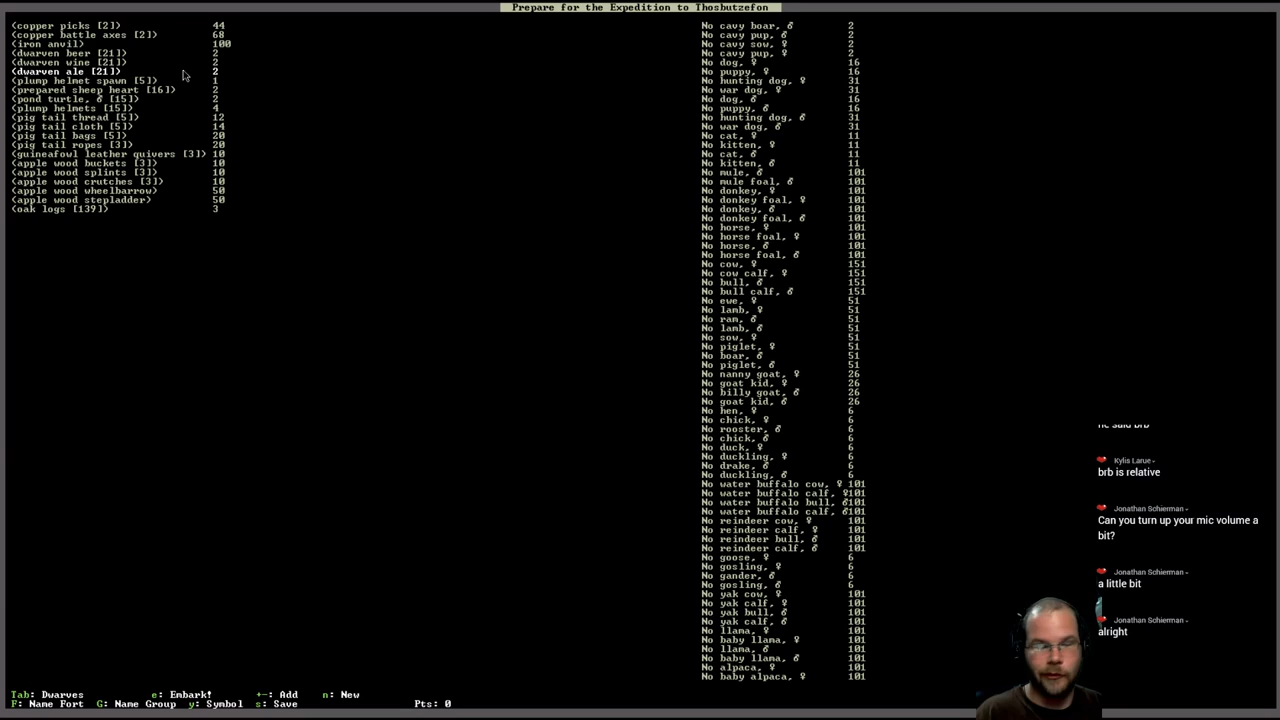 Prepare for the Expedition to Thosbutzefon
(copper picks [2]) 44
(copper battle axes [2]) 68
(iron anvil) 100
(dwarven beer [21]) 2
(dwarven wine [21]) 2
(dwarven ale [21]) 2
(plump helmet spawn [5]) 1
(prepared sheep heart [16]) 2
(pond turtle, ♂ [15]) 2
(plump helmets [15]) 4
(pig tail thread [5]) 12
(pig tail cloth [5]) 14
(pig tail bags [5]) 20
(pig tail ropes [3]) 20
(guineafowl leather quivers [3]) 10
(apple wood buckets [3]) 10
(apple wood splints [3]) 10
(apple wood crutches [3]) 10
(apple wood wheelbarrow) 50
(apple wood stepladder) 50
(oak logs [139]) 3
No cavy boar, ♂ 2
No cavy pup, ♂ 2
No cavy sow, ♀ 2
No cavy pup, ♀ 2
No dog, ♀ 16
No puppy, ♀ 16
No hunting dog, ♀ 31
No war dog, ♀ 31
No dog, ♂ 16
No puppy, ♂ 16
No hunting dog, ♂ 31
No war dog, ♂ 31
No cat, ♀ 11
No kitten, ♀ 11
No cat, ♂ 11
No kitten, ♂ 11
No mule, ♂ 101
No mule foal, ♂ 101
No donkey, ♀ 101
No donkey foal, ♀ 101
No donkey, ♂ 101
No donkey foal, ♂ 101
No horse, ♀ 101
No horse foal, ♀ 101
No horse, ♂ 101
No horse foal, ♂ 101
No cow, ♀ 151
No cow calf, ♀ 151
No bull, ♂ 151
No bull calf, ♂ 151
No ewe, ♀ 51
No lamb, ♀ 51
No ram, ♂ 51
No lamb, ♂ 51
No sow, ♀ 51
No piglet, ♀ 51
No boar, ♂ 51
No piglet, ♂ 51
No nanny goat, ♀ 26
No goat kid, ♀ 26
No billy goat, ♂ 26
No goat kid, ♂ 26
No hen, ♀ 6
No chick, ♀ 6
No rooster, ♂ 6
No chick, ♂ 6
No duck, ♀ 6
No duckling, ♀ 6
No drake, ♂ 6
No duckling, ♂ 6
No water buffalo cow, ♀ 101
No water buffalo calf, ♀101
No water buffalo bull, ♂101
No water buffalo calf, ♂101
No reindeer cow, ♀ 101
No reindeer calf, ♀ 101
No reindeer bull, ♂ 101
No reindeer calf, ♂ 101
No goose, ♀ 6
No gosling, ♀ 6
No gander, ♂ 6
No gosling, ♂ 6
No yak cow, ♀ 101
No yak calf, ♀ 101
No yak bull, ♂ 101
No yak calf, ♂ 101
No llama, ♀ 101
No baby llama, ♀ 101
No llama, ♂ 101
No baby llama, ♂ 101
No alpaca, ♀ 101
No baby alpaca, ♀ 101
he said brb
Kylis Larue -
brb is relative
Jonathan Schierman -
Can you turn up your mic volume a
bit?
Jonathan Schierman -
a little bit
Jonathan Schierman -
alright
Tab: Dwarves e: Embark! +-: Add n: New
F: Name Fort G: Name Group y: Symbol s: Save Pts: 0